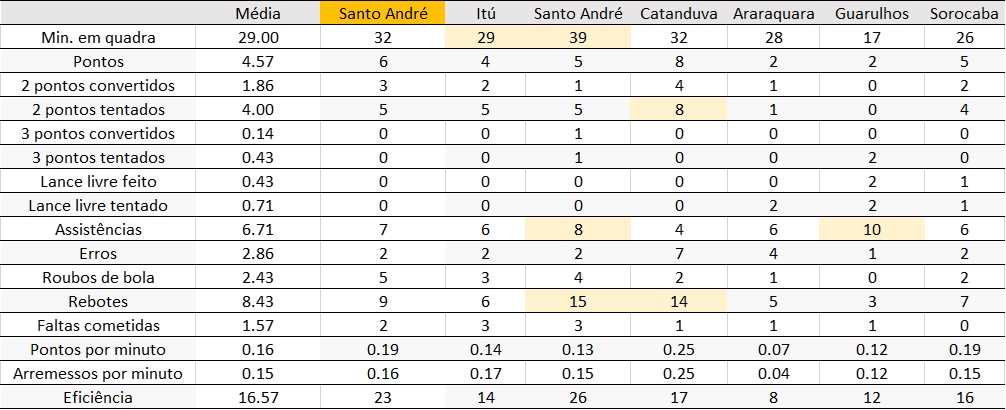 Média Santo André Itú Santo André Catanduva Araraquara Guarulhos Sorocaba
Min. em quadra 29.00 32 29 39 32 28 17 26
Pontos 4.57 6 4 5 8 2 2 5
2 pontos convertidos 1.86 3 2 1 4 1 0 2
2 pontos tentados 4.00 5 5 5 8 1 0 4
3 pontos convertidos 0.14 0 0 1 0 0 0 0
3 pontos tentados 0.43 0 0 1 0 0 2 0
Lance livre feito 0.43 0 0 0 0 0 2 1
Lance livre tentado 0.71 0 0 0 0 2 2 1
Assistências 6.71 7 6 8 4 6 10 6
Erros 2.86 2 2 2 7 4 1 2
Roubos de bola 2.43 5 3 4 2 1 0 2
Rebotes 8.43 9 6 15 14 5 3 7
Faltas cometidas 1.57 2 3 3 1 1 1 0
Pontos por minuto 0.16 0.19 0.14 0.13 0.25 0.07 0.12 0.19
Arremessos por minuto 0.15 0.16 0.17 0.15 0.25 0.04 0.12 0.15
Eficiência 16.57 23 14 26 17 8 12 16